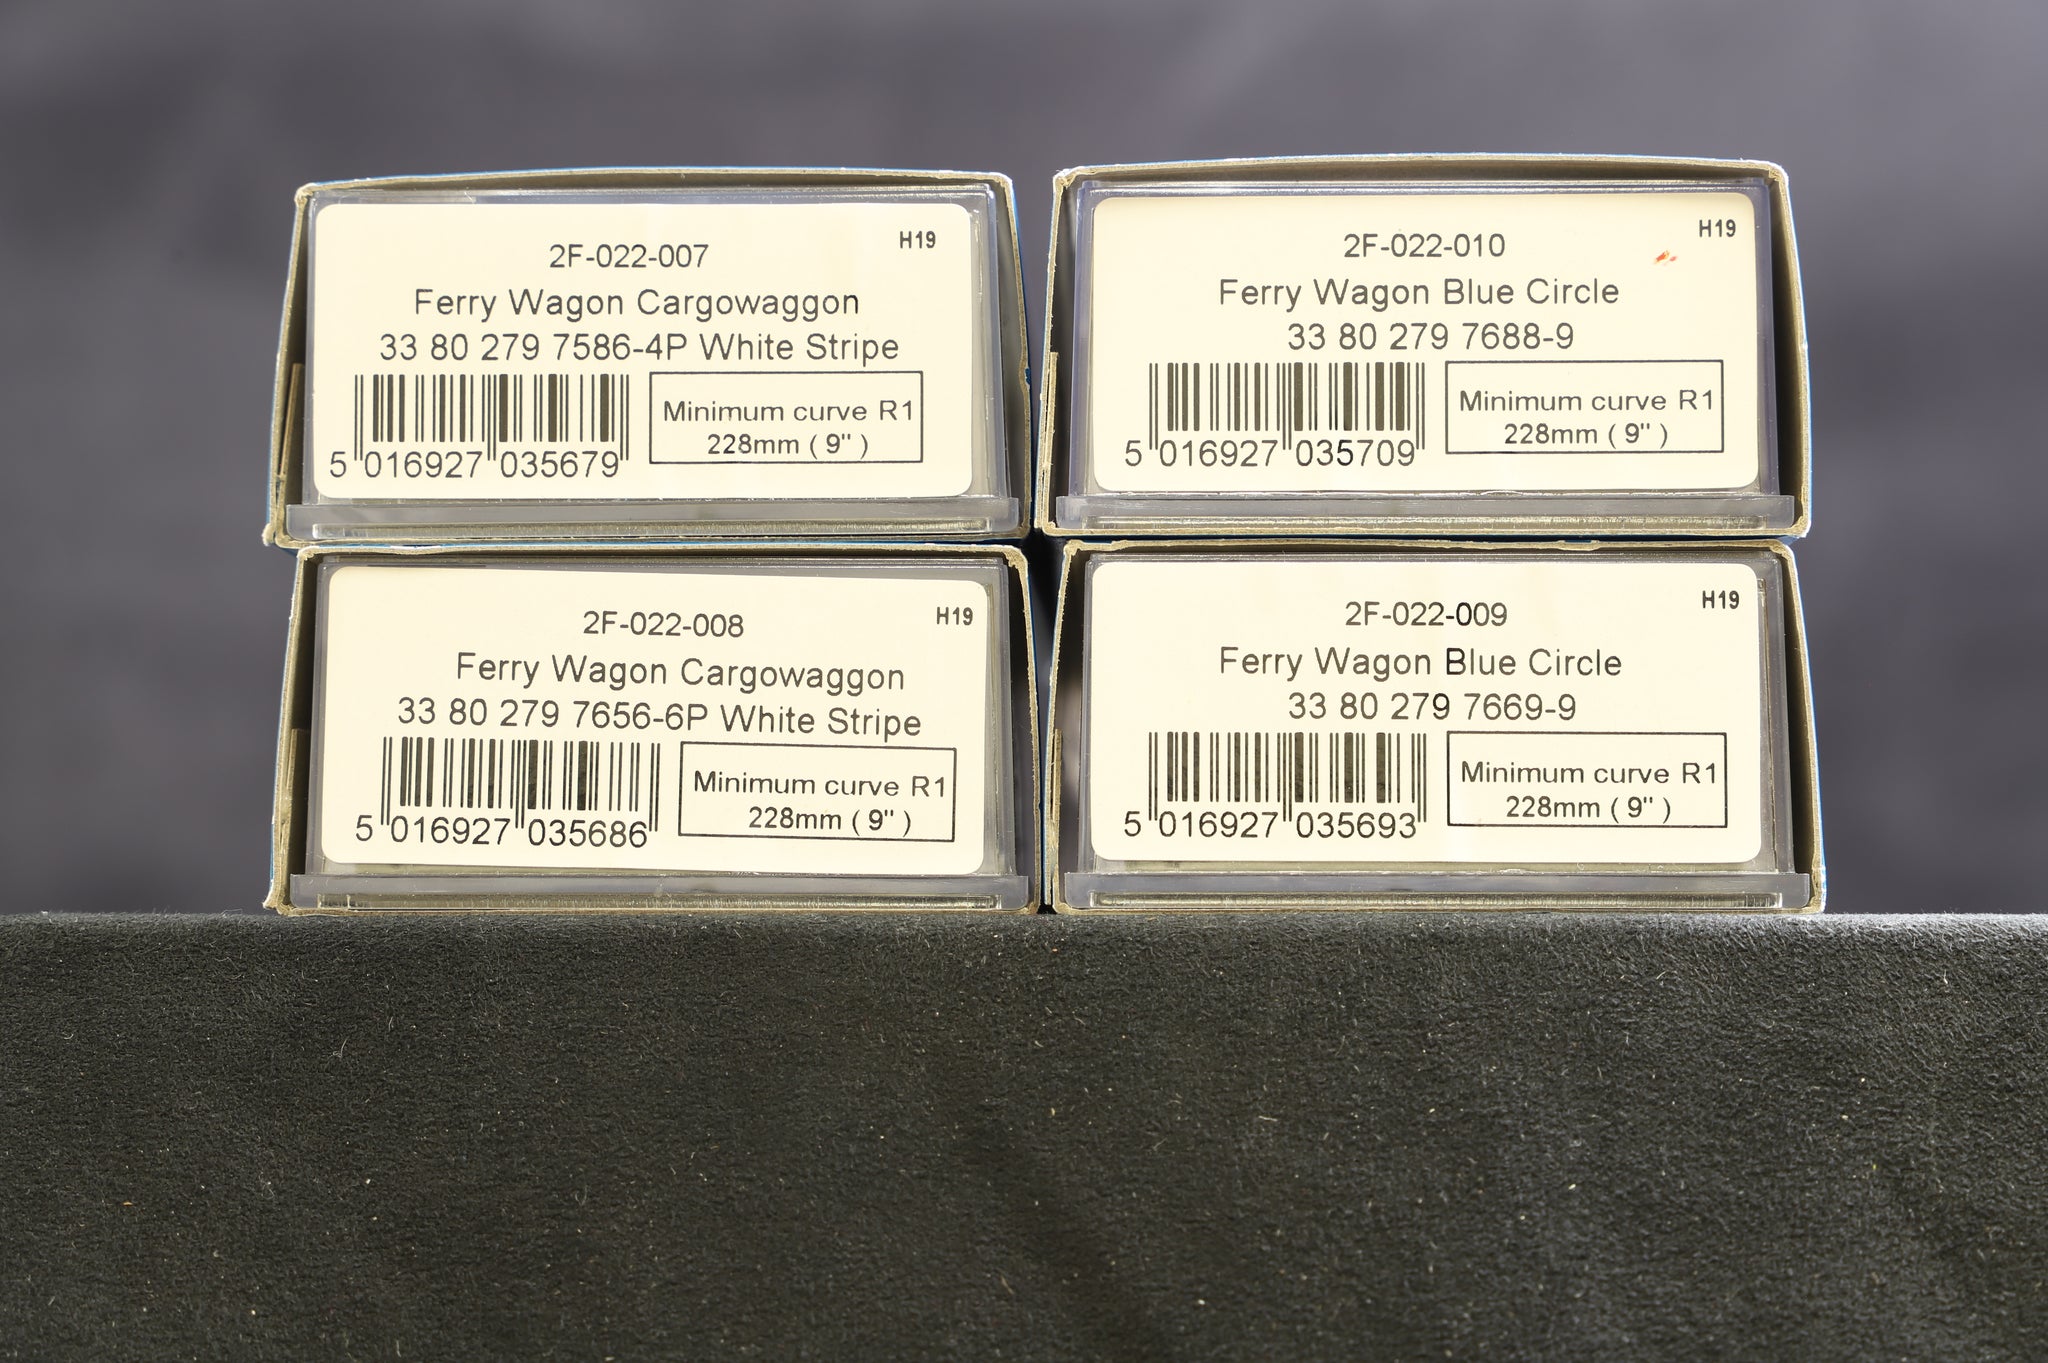 2F-022-007
H19
Ferry Wagon Cargowaggon
33 80 279 7586-4P White Stripe
Minimum curve R1
228mm ( 9" )
5 016927 035679
2F-022-010
H19
Ferry Wagon Blue Circle
33 80 279 7688-9
Minimum curve R1
228mm ( 9" )
5 016927 035709
2F-022-008
H19
Ferry Wagon Cargowaggon
33 80 279 7656-6P White Stripe
Minimum curve R1
228mm ( 9" )
5 016927 035686
2F-022-009
H19
Ferry Wagon Blue Circle
33 80 279 7669-9
Minimum curve R1
228mm ( 9" )
5 016927 035693